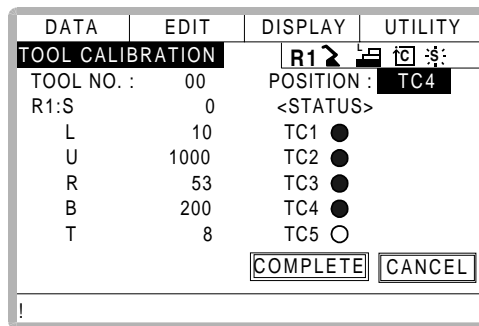 DATA EDIT DISPLAY UTILITY
TOOL CALIBRATION R1 C S
TOOL NO. : 00 POSITION : TC4
R1:S 0 <STATUS>
L 10 TC1
U 1000 TC2
R 53 TC3
B 200 TC4
T 8 TC5
COMPLETE CANCEL
!